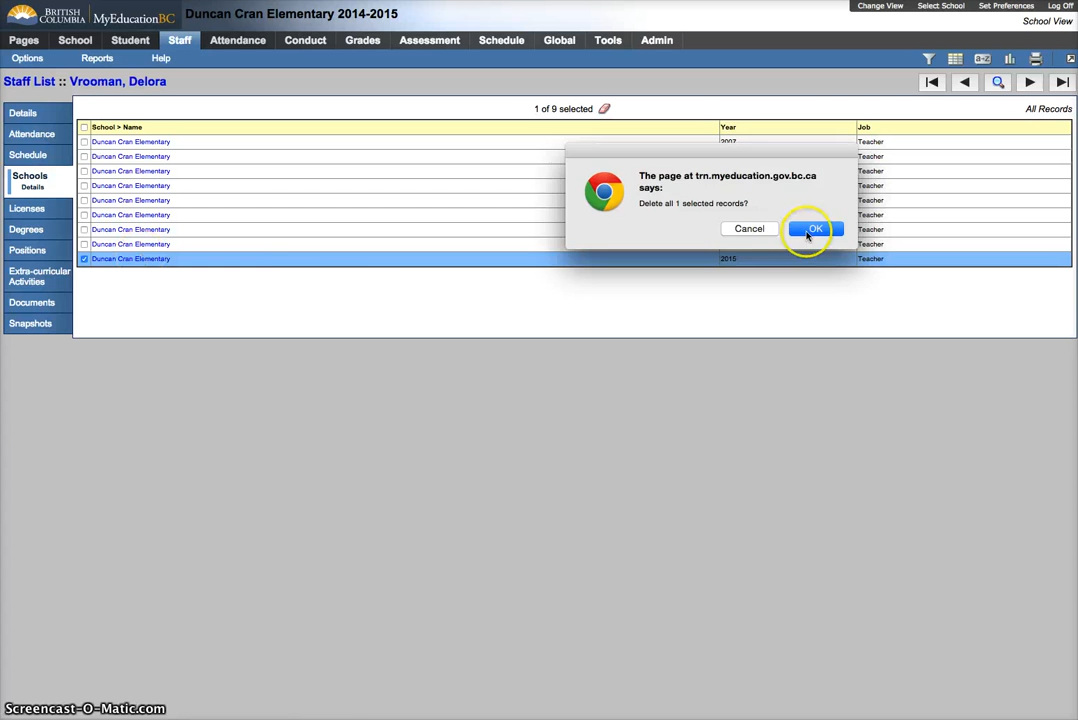 BRITISH COLUMBIA
MyEducationBC
Duncan Cran Elementary 2014-2015
Change View Select School Set Preferences Log Off
School View
Pages School Student Staff Attendance Conduct Grades Assessment Schedule Global Tools Admin
Options Reports Help
a-z
Staff List :: Vrooman, Delora
1 of 9 selected
All Records
Details
Attendance
Schedule
Schools
Details
Licenses
Degrees
Positions
Extra-curricular
Activities
Documents
Snapshots
School > Name Year Job
Duncan Cran Elementary 2007 Teacher
Duncan Cran Elementary Teacher
Duncan Cran Elementary Teacher
Duncan Cran Elementary Teacher
Duncan Cran Elementary Teacher
Duncan Cran Elementary Teacher
Duncan Cran Elementary Teacher
Duncan Cran Elementary Teacher
Duncan Cran Elementary 2015 Teacher
The page at trn.myeducation.gov.bc.ca
says:
Delete all 1 selected records?
Cancel OK
Screencast-O-Matic.com